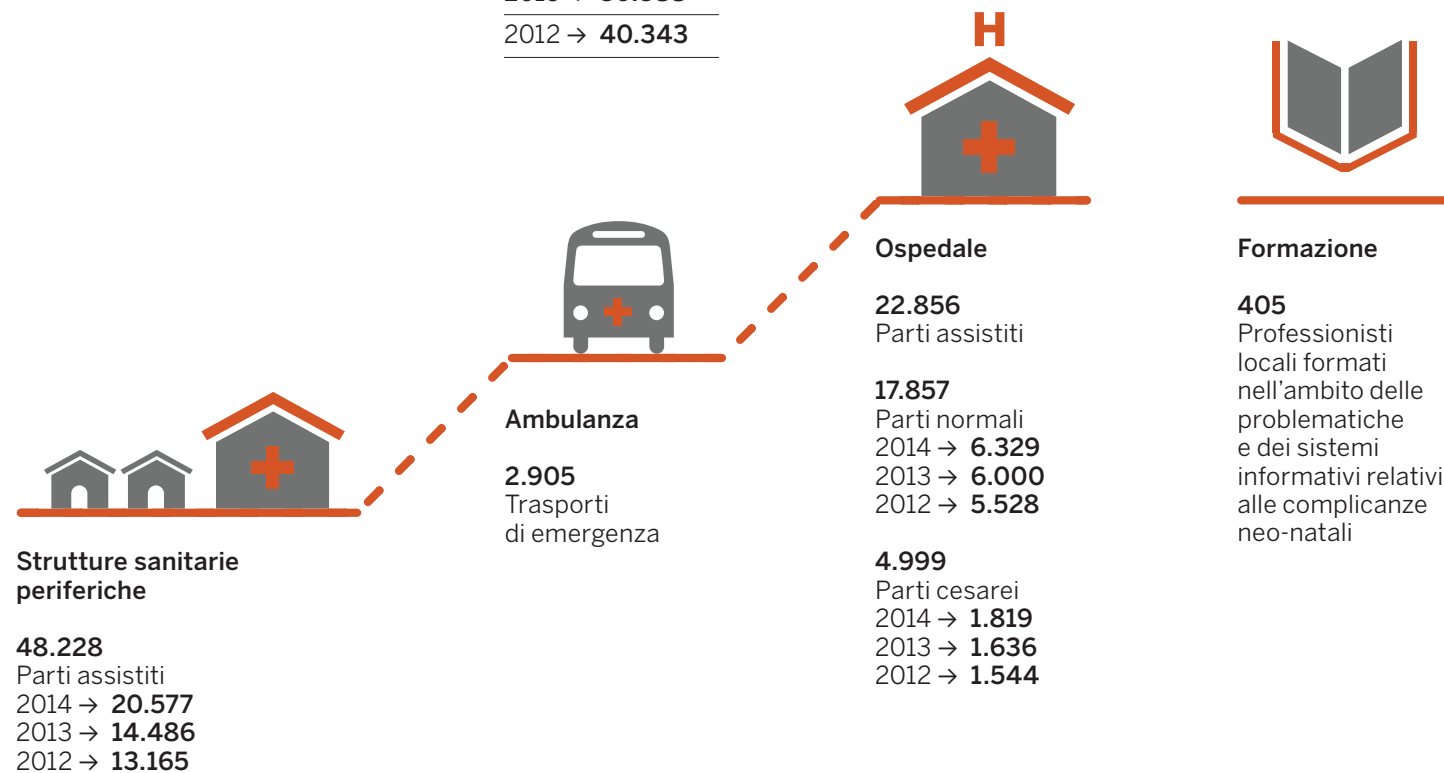 2012 → 40.343
H
Ospedale
22.856
Parti assistiti
17.857
Parti normali
2014 → 6.329
2013 → 6.000
2012 → 5.528
4.999
Parti cesarei
2014 → 1.819
2013 → 1.636
2012 → 1.544
Formazione
405
Professionisti
locali formati
nell'ambito delle
problematiche
e dei sistemi
informativi relativi
alle complicanze
neo-natali
Ambulanza
2.905
Trasporti
di emergenza
Strutture sanitarie
periferiche
48.228
Parti assistiti
2014 → 20.577
2013 → 14.486
2012 → 13.165